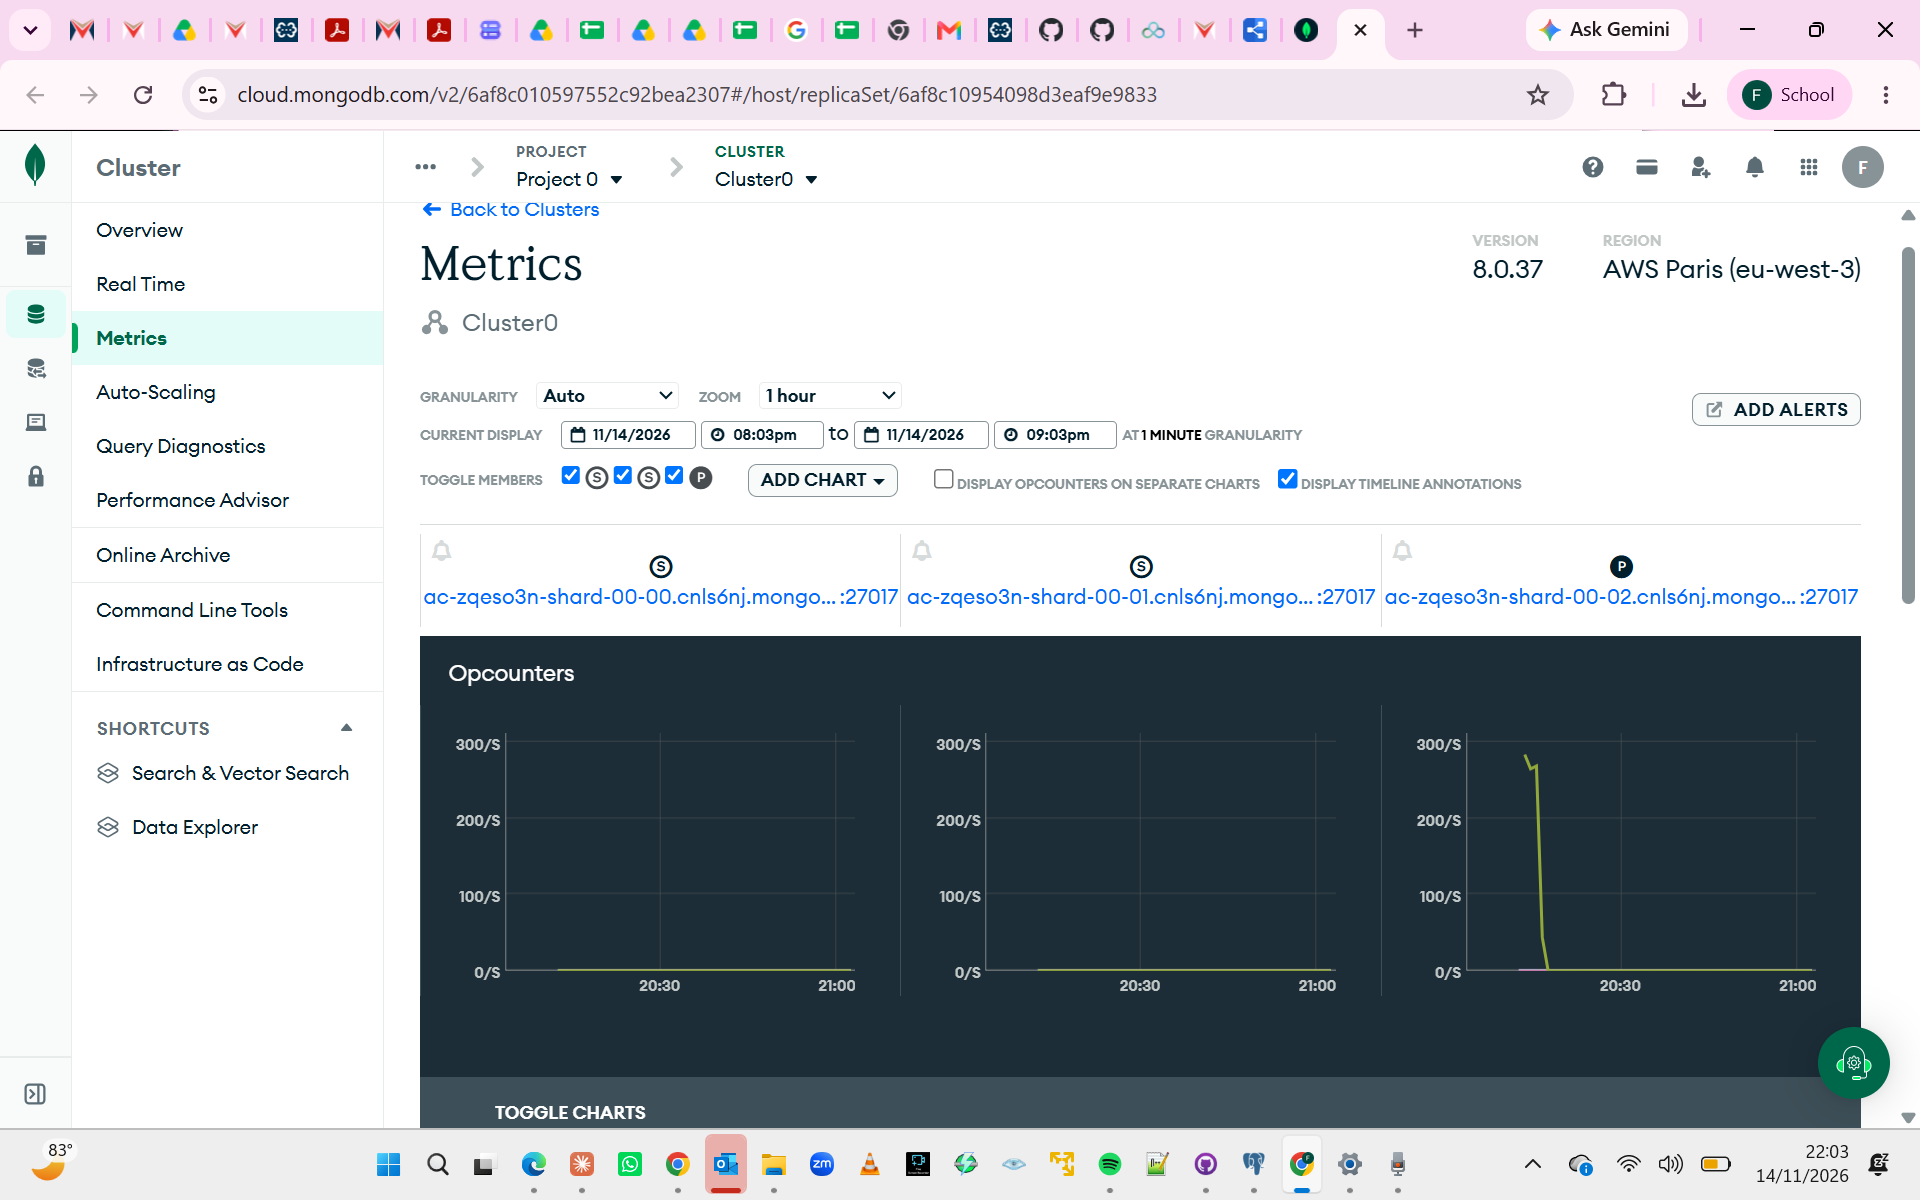 Ask Gemini
cloud.mongodb.com/v2/6af8c010597552c92bea2307#/host/replicaSet/6af8c10954098d3eaf9e9833
F School
Cluster
PROJECT
Project 0
CLUSTER
Cluster0
F
Overview
Real Time
Metrics
Auto-Scaling
Query Diagnostics
Performance Advisor
Online Archive
Command Line Tools
Infrastructure as Code
SHORTCUTS
Search & Vector Search
Data Explorer
Back to Clusters
Metrics
VERSION
8.0.37
REGION
AWS Paris (eu-west-3)
Cluster0
GRANULARITY Auto ZOOM 1 hour
ADD ALERTS
CURRENT DISPLAY 11/14/2026 08:03pm to 11/14/2026 09:03pm AT 1 MINUTE GRANULARITY
TOGGLE MEMBERS S S P ADD CHART DISPLAY OPCOUNTERS ON SEPARATE CHARTS DISPLAY TIMELINE ANNOTATIONS
S
ac-zqeso3n-shard-00-00.cnls6nj.mongo...:27017
S
ac-zqeso3n-shard-00-01.cnls6nj.mongo...:27017
P
ac-zqeso3n-shard-00-02.cnls6nj.mongo...:27017
Opcounters
300/S
200/S
100/S
0/S
20:30 21:00
300/S
200/S
100/S
0/S
20:30 21:00
300/S
200/S
100/S
0/S
20:30 21:00
TOGGLE CHARTS
83°
zm
22:03
14/11/2026